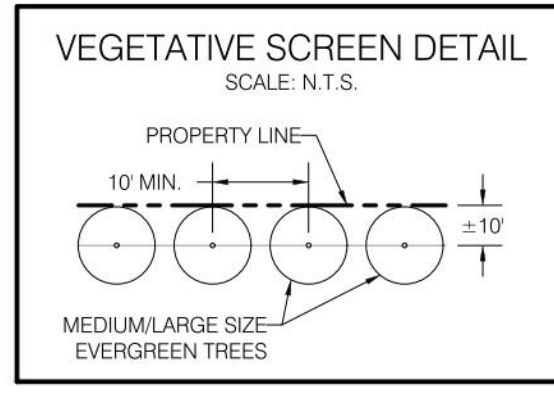 VEGETATIVE SCREEN DETAIL
SCALE: N.T.S.
PROPERTY LINE
10' MIN.
±10'
MEDIUM/LARGE SIZE
EVERGREEN TREES